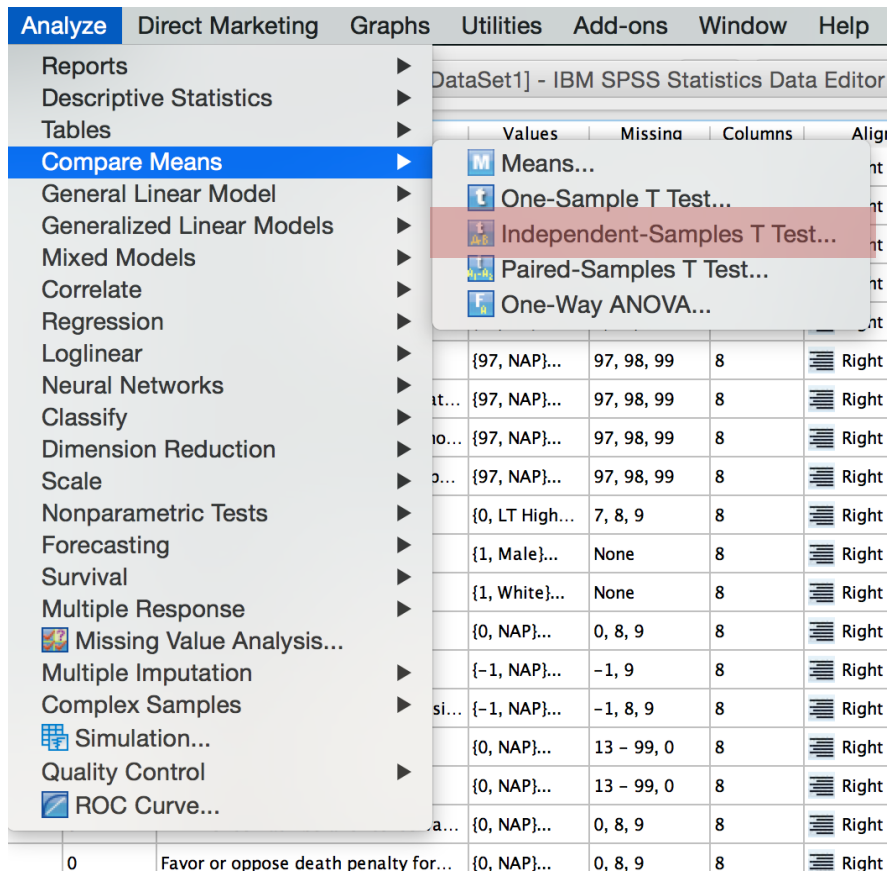 Analyze Direct Marketing Graphs Utilities Add-ons Window Help
DataSet1] - IBM SPSS Statistics Data Editor
Reports
Descriptive Statistics
Tables
Compare Means
General Linear Model
Generalized Linear Models
Mixed Models
Correlate
Regression
Loglinear
Neural Networks
Classify
Dimension Reduction
Scale
Nonparametric Tests
Forecasting
Survival
Multiple Response
Missing Value Analysis...
Multiple Imputation
Complex Samples
Simulation...
Quality Control
ROC Curve...
Values Missing Columns Align
Means...
One-Sample T Test...
Independent-Samples T Test...
Paired-Samples T Test...
One-Way ANOVA...
{97, NAP}... 97, 98, 99 8 Right
{97, NAP}... 97, 98, 99 8 Right
{97, NAP}... 97, 98, 99 8 Right
{97, NAP}... 97, 98, 99 8 Right
{0, LT High... 7, 8, 9 8 Right
{1, Male}... None 8 Right
{1, White}... None 8 Right
{0, NAP}... 0, 8, 9 8 Right
{-1, NAP}... -1, 9 8 Right
{-1, NAP}... -1, 8, 9 8 Right
{0, NAP}... 13 - 99, 0 8 Right
{0, NAP}... 13 - 99, 0 8 Right
{0, NAP}... 0, 8, 9 8 Right
0 Favor or oppose death penalty for... {0, NAP}... 0, 8, 9 8 Right